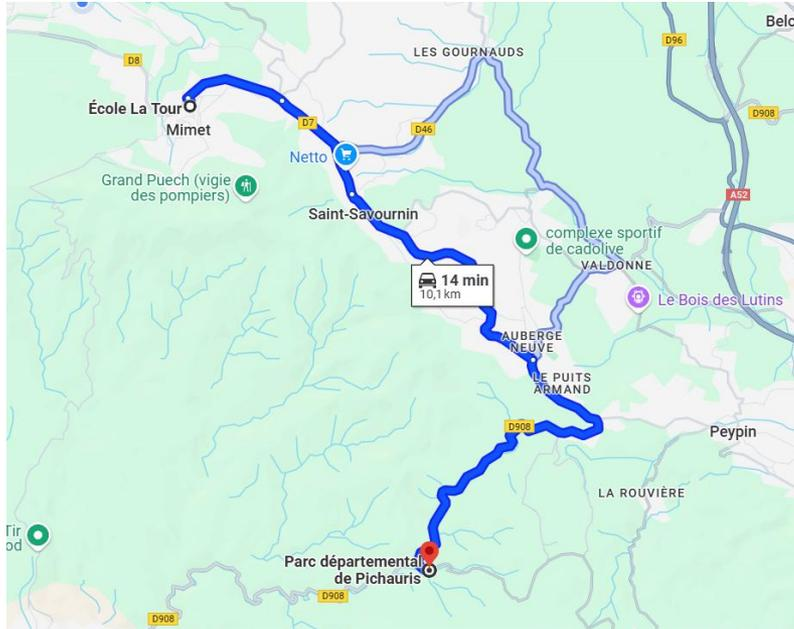 Belc
LES GOURNAUDS
D96
D8
École La Tour
D908
Mimet
D7
D46
Netto
Grand Puech (vigie
des pompiers)
A52
Saint-Savournin
complexe sportif
de cadolive
VALDONNE
14 min
10,1 km
Le Bois des Lutins
AUBERGE
NEUVE
LE PUITS
ARMAND
D908
Peypin
LA ROUVIÈRE
Tir
od
Parc départemental
de Pichauris
D908
D908